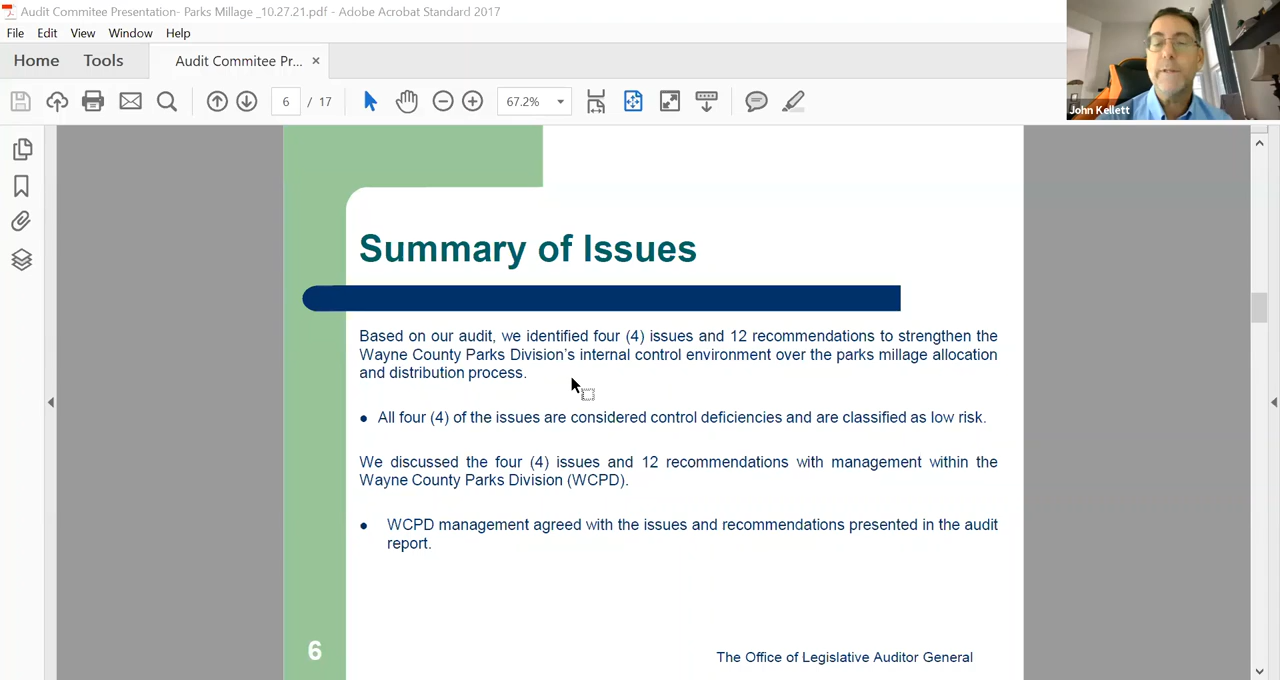 Audit Commitee Presentation- Parks Millage _10.27.21.pdf - Adobe Acrobat Standard 2017
File Edit View Window Help
Home Tools Audit Commitee Pr... ×
6 / 17 67.2%
John Kellett
Summary of Issues
Based on our audit, we identified four (4) issues and 12 recommendations to strengthen the
Wayne County Parks Division's internal control environment over the parks millage allocation
and distribution process.
• All four (4) of the issues are considered control deficiencies and are classified as low risk.
We discussed the four (4) issues and 12 recommendations with management within the
Wayne County Parks Division (WCPD).
• WCPD management agreed with the issues and recommendations presented in the audit
report.
6
The Office of Legislative Auditor General